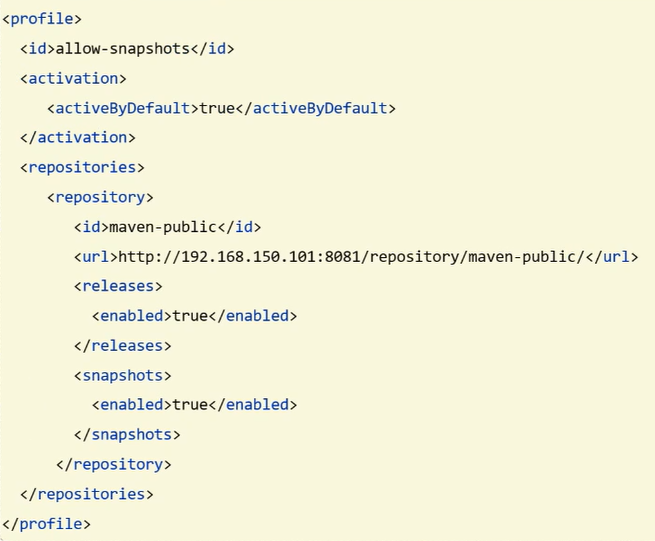 <profile>
  <id>allow-snapshots</id>
  <activation>
     <activeByDefault>true</activeByDefault>
  </activation>
  <repositories>
     <repository>
        <id>maven-public</id>
        <url>http://192.168.150.101:8081/repository/maven-public/</url>
        <releases>
          <enabled>true</enabled>
        </releases>
        <snapshots>
          <enabled>true</enabled>
        </snapshots>
      </repository>
  </repositories>
</profile>